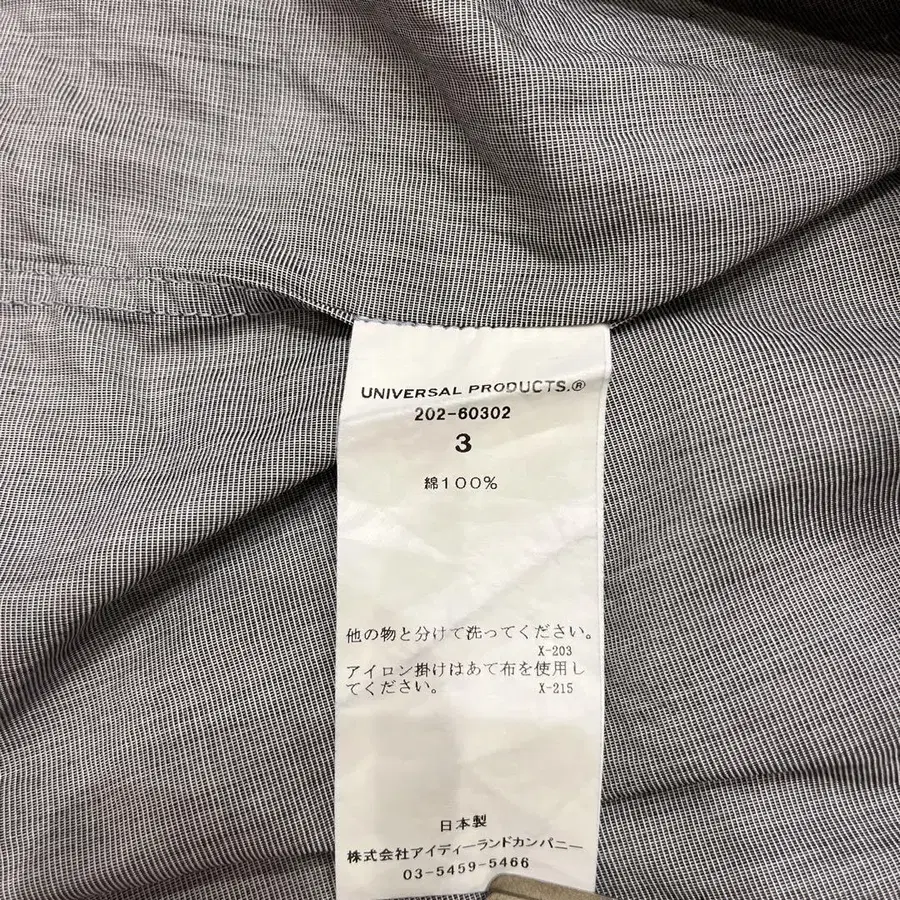 UNIVERSAL PRODUCTS.®
202-60302
3
綿100%
他の物と分けて洗ってください。
X-203
アイロン掛けはあて布を使用し
てください。 X-215
日本製
株式会社アイディーランドカンパニー
03-5459-5466